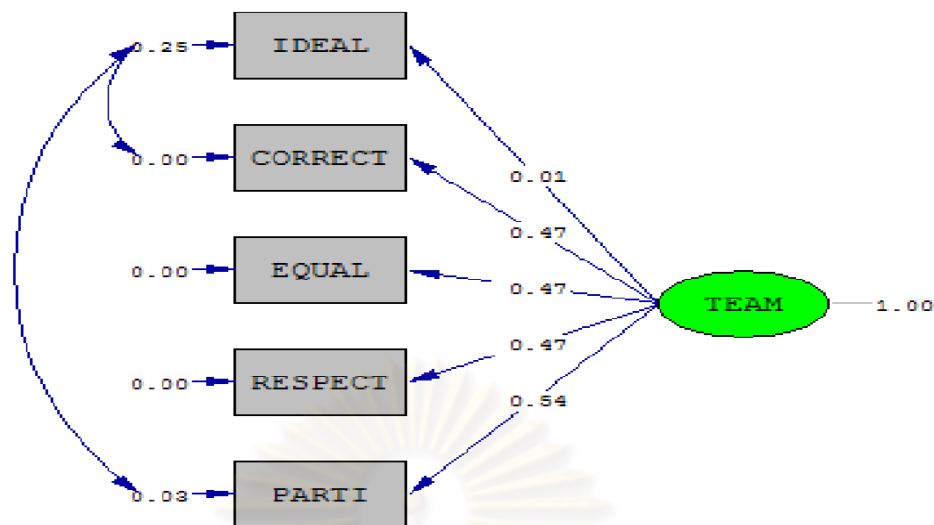 0.25 IDEAL
0.01
0.00 CORRECT
0.47
0.00 EQUAL
0.47
TEAM 1.00
0.47
0.00 RESPECT
0.54
0.03 PARTI